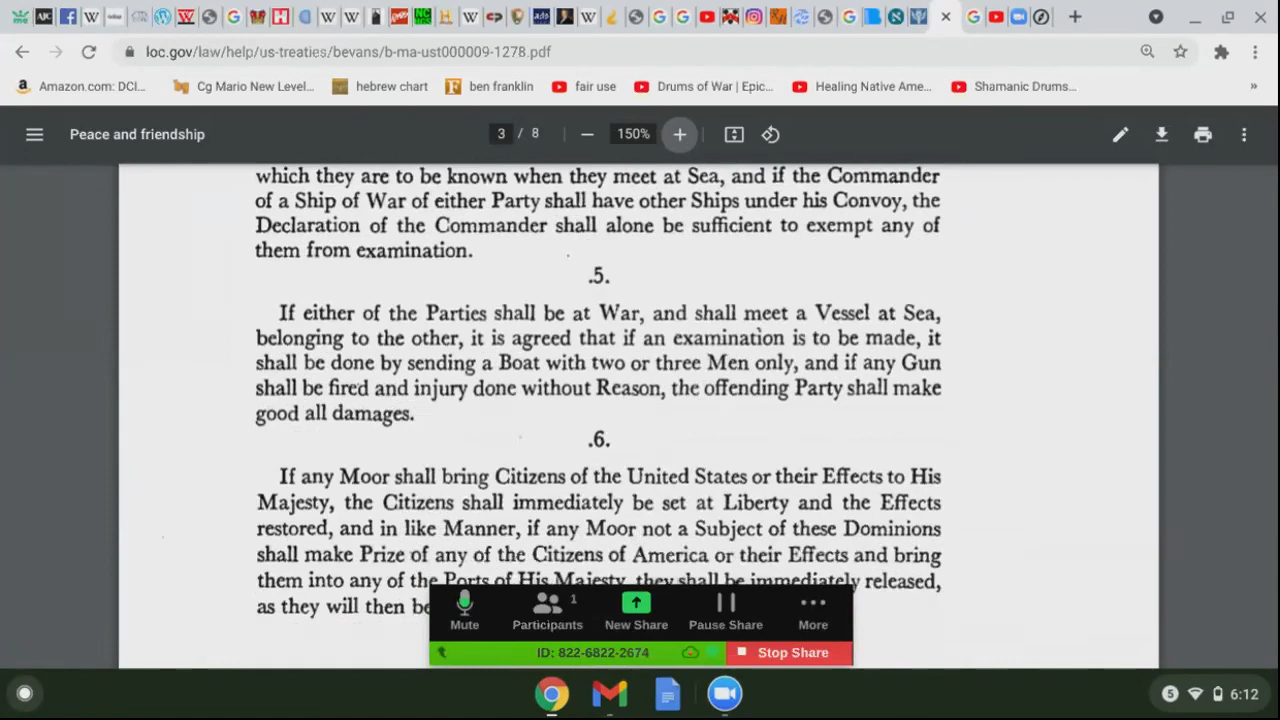 loc.gov/law/help/us-treaties/bevans/b-ma-ust000009-1278.pdf
Amazon.com: DCI...
Cg Mario New Level...
hebrew chart
ben franklin
fair use
Drums of War | Epic...
Healing Native Ame...
Shamanic Drums...
»
Peace and friendship
3 / 8
150%
which they are to be known when they meet at Sea, and if the Commander
of a Ship of War of either Party shall have other Ships under his Convoy, the
Declaration of the Commander shall alone be sufficient to exempt any of
them from examination.
.5.
If either of the Parties shall be at War, and shall meet a Vessel at Sea,
belonging to the other, it is agreed that if an examination is to be made, it
shall be done by sending a Boat with two or three Men only, and if any Gun
shall be fired and injury done without Reason, the offending Party shall make
good all damages.
.6.
If any Moor shall bring Citizens of the United States or their Effects to His
Majesty, the Citizens shall immediately be set at Liberty and the Effects
restored, and in like Manner, if any Moor not a Subject of these Dominions
shall make Prize of any of the Citizens of America or their Effects and bring
them into any of the Ports of His Majesty, they shall be immediately released,
as they will then be
1
Mute
Participants
New Share
Pause Share
More
ID: 822-6822-2674
Stop Share
5
6:12